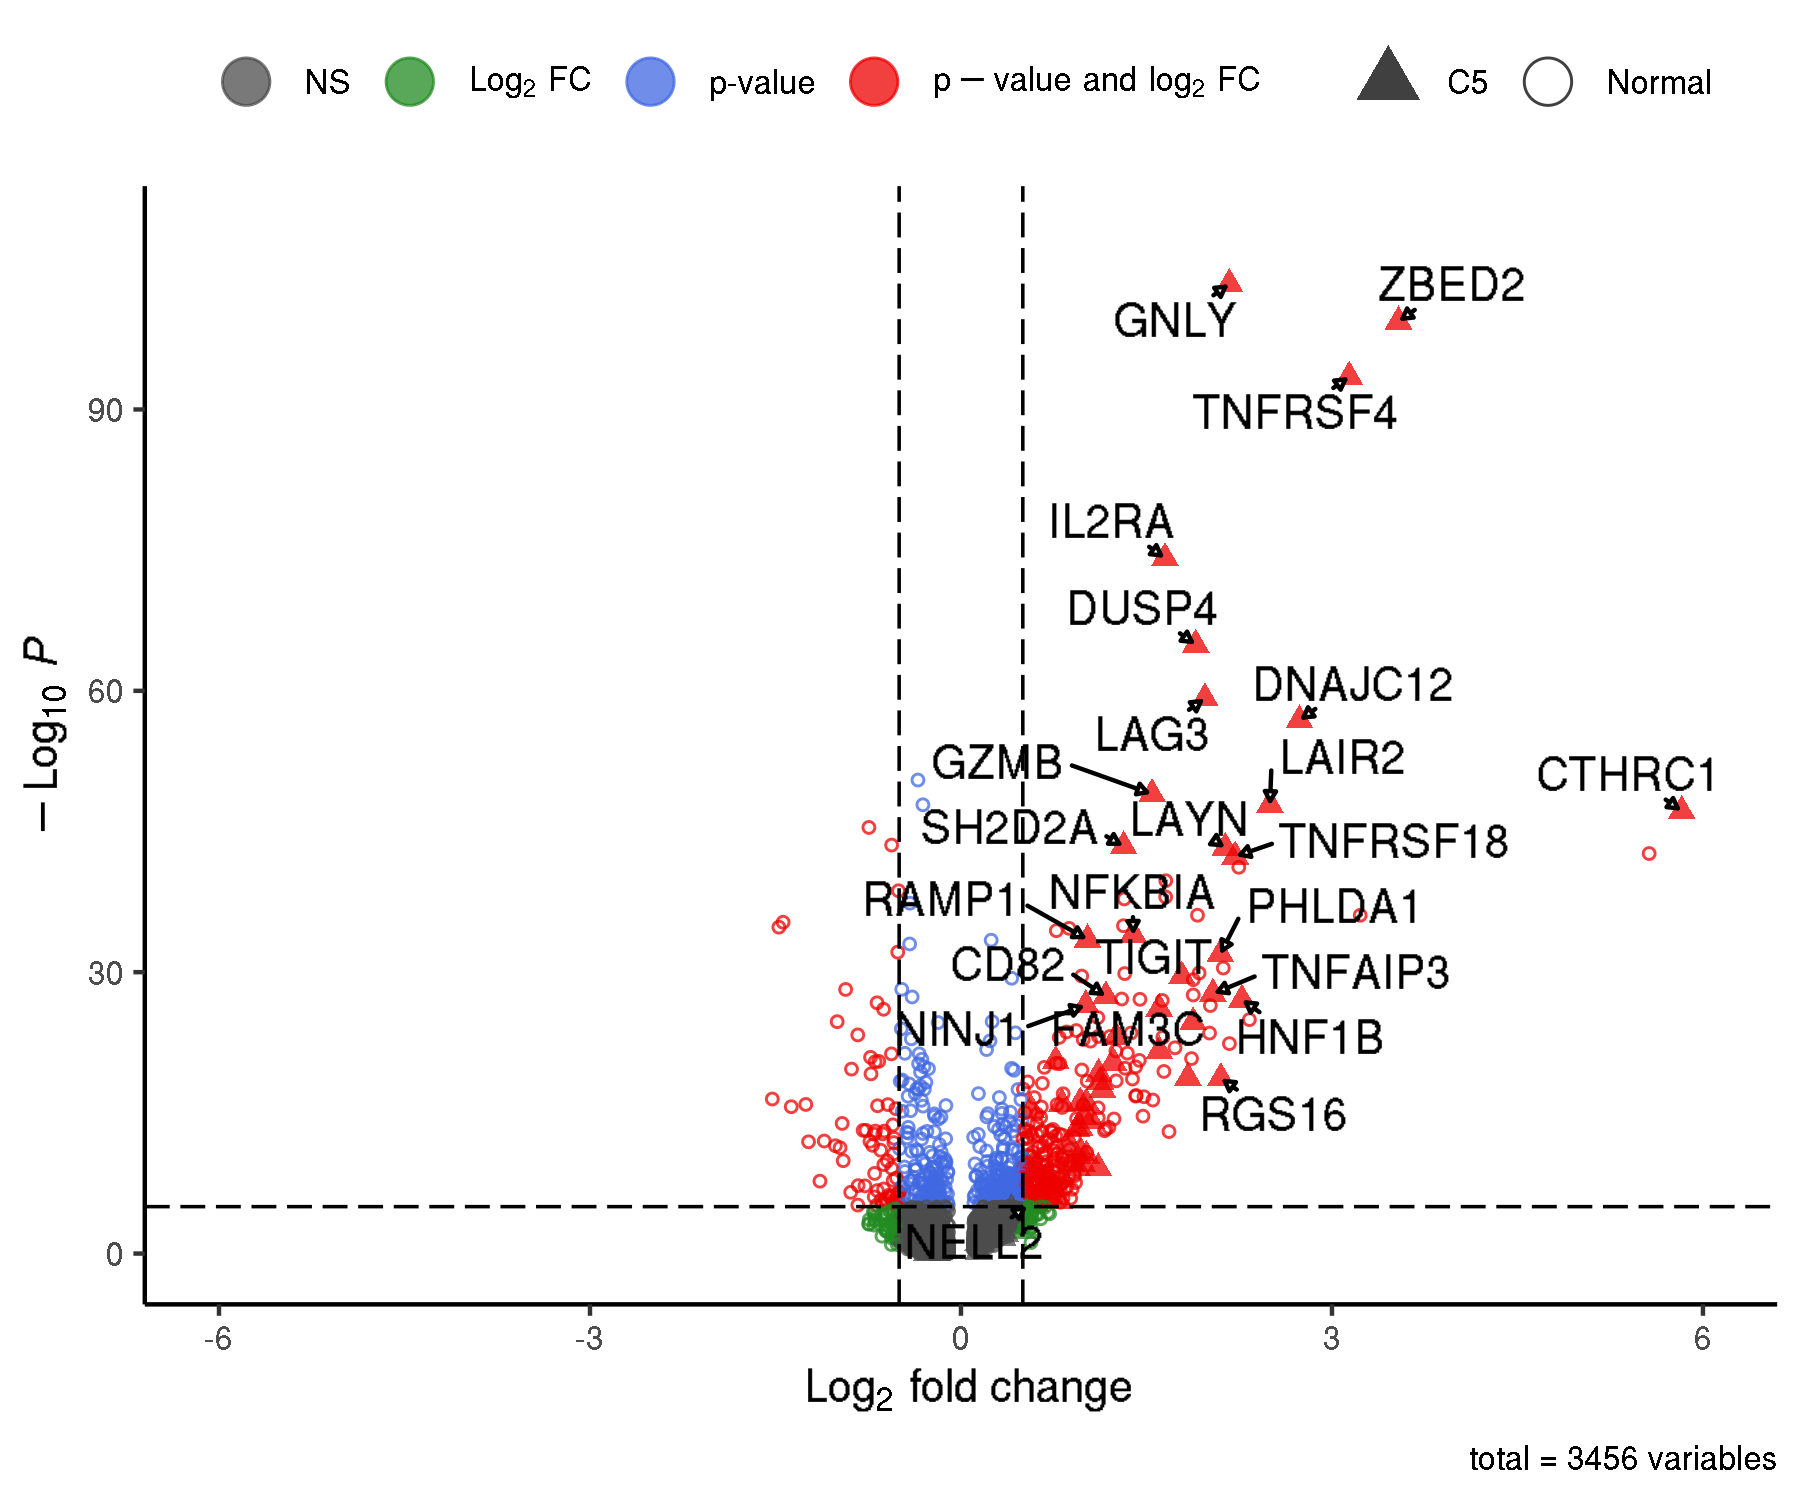 NS
Log2 FC
p-value
p − value and log2 FC
C5
Normal
ZBED2
GNLY
TNFRSF4
90
IL2RA
DUSP4
DNAJC12
60
LAG3
GZMB
LAIR2
CTHRC1
SH2D2A
LAYN
TNFRSF18
RAMP1
NFKBIA
PHLDA1
CD82
TIGIT
TNFAIP3
30
NINJ1
FAM3C
HNF1B
RGS16
NELL2
0
−Log10 P
-6
-3
0
3
6
Log2 fold change
total = 3456 variables